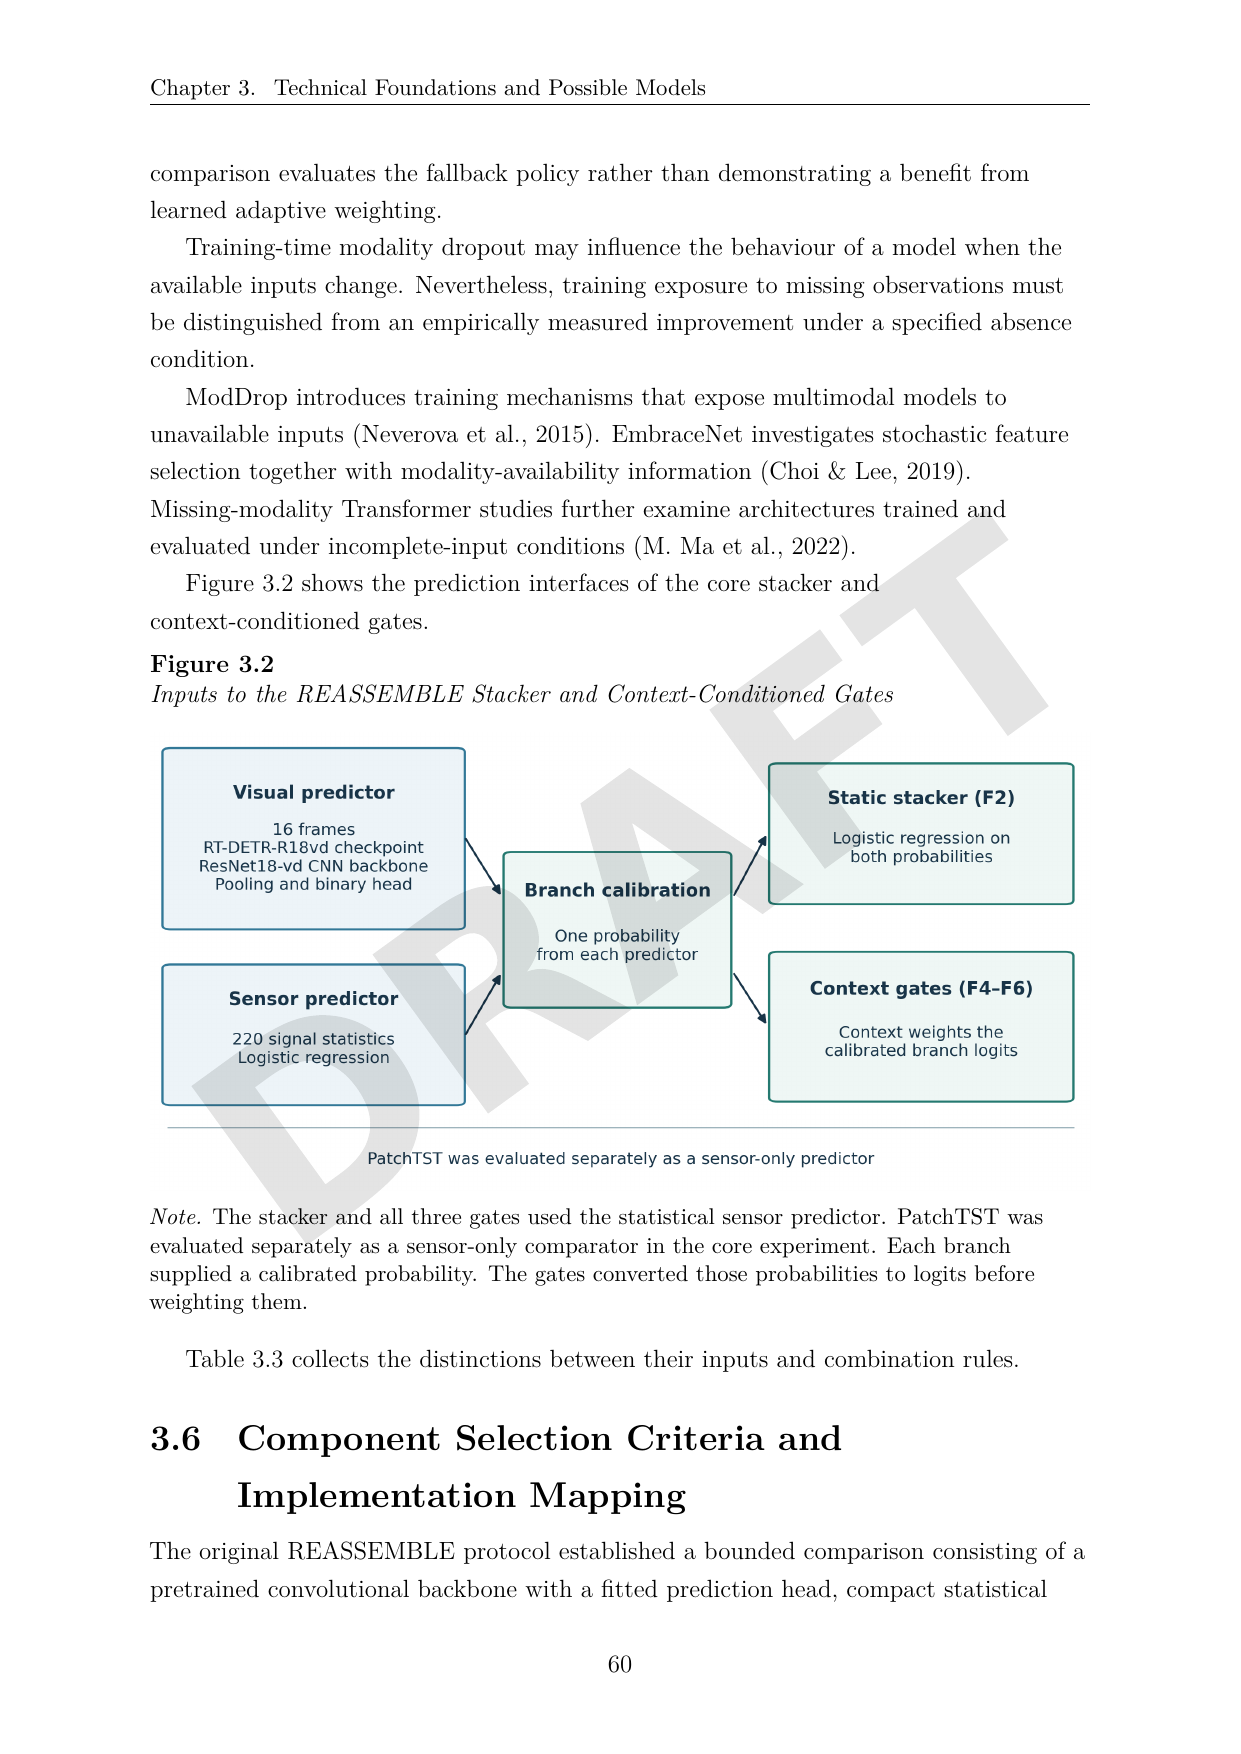 Chapter 3. Technical Foundations and Possible Models
comparison evaluates the fallback policy rather than demonstrating a benefit from
learned adaptive weighting.
Training-time modality dropout may influence the behaviour of a model when the
available inputs change. Nevertheless, training exposure to missing observations must
be distinguished from an empirically measured improvement under a specified absence
condition.
ModDrop introduces training mechanisms that expose multimodal models to
unavailable inputs (Neverova et al., 2015). EmbraceNet investigates stochastic feature
selection together with modality-availability information (Choi & Lee, 2019).
Missing-modality Transformer studies further examine architectures trained and
evaluated under incomplete-input conditions (M. Ma et al., 2022).
Figure 3.2 shows the prediction interfaces of the core stacker and
context-conditioned gates.
Figure 3.2
Inputs to the REASSEMBLE Stacker and Context-Conditioned Gates
Visual predictor
16 frames
RT-DETR-R18vd checkpoint
ResNet18-vd CNN backbone
Pooling and binary head
Sensor predictor
220 signal statistics
Logistic regression
Branch calibration
One probability
from each predictor
Static stacker (F2)
Logistic regression on
both probabilities
Context gates (F4–F6)
Context weights the
calibrated branch logits
PatchTST was evaluated separately as a sensor-only predictor
DRAFT
Note. The stacker and all three gates used the statistical sensor predictor. PatchTST was
evaluated separately as a sensor-only comparator in the core experiment. Each branch
supplied a calibrated probability. The gates converted those probabilities to logits before
weighting them.
Table 3.3 collects the distinctions between their inputs and combination rules.
3.6 Component Selection Criteria and
Implementation Mapping
The original REASSEMBLE protocol established a bounded comparison consisting of a
pretrained convolutional backbone with a fitted prediction head, compact statistical
60